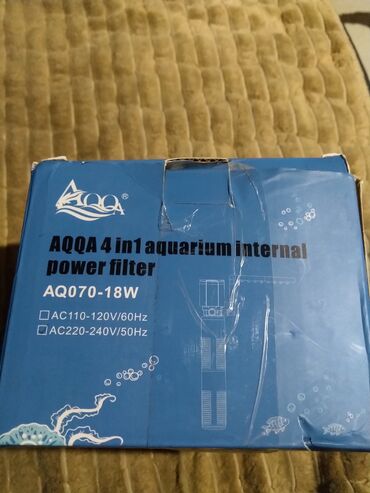 AQQA®
AQQA 4 in1 aquarium internal
power filter
AQ070-18W
AC110-120V/60Hz
AC220-240V/50Hz